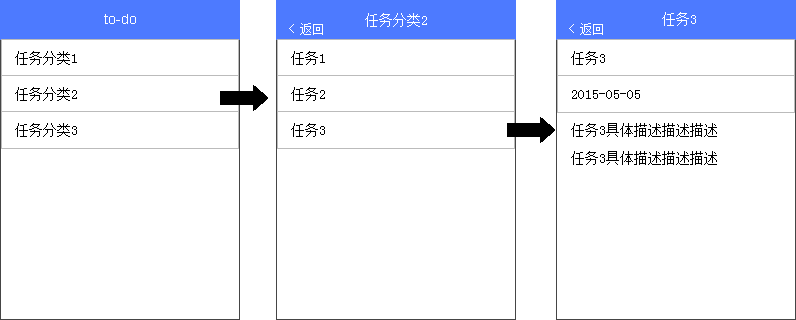 to-do
任务分类1
任务分类2
任务分类3
任务分类2
< 返回
任务1
任务2
任务3
任务3
< 返回
任务3
2015-05-05
任务3具体描述描述描述
任务3具体描述描述描述